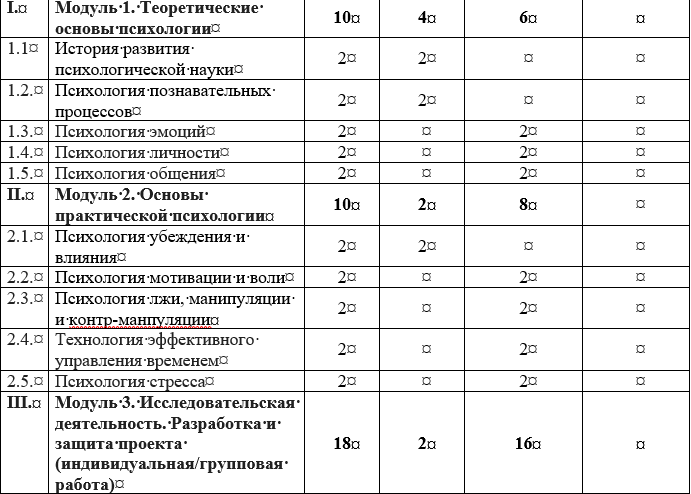 I. Модуль 1. Теоретические основы психологии 10 4 6
1.1 История развития психологической науки 2 2
1.2. Психология познавательных процессов 2 2
1.3. Психология эмоций 2 2
1.4. Психология личности 2 2
1.5. Психология общения 2 2
II. Модуль 2. Основы практической психологии 10 2 8
2.1. Психология убеждения и влияния 2 2
2.2. Психология мотивации и воли 2 2
2.3. Психология лжи, манипуляции и контр-манпуляции 2 2
2.4. Технология эффективного управления временем 2 2
2.5. Психология стресса 2 2
III. Модуль 3. Исследовательская деятельность. Разработка и защита проекта (индивидуальная/групповая работа) 18 2 16